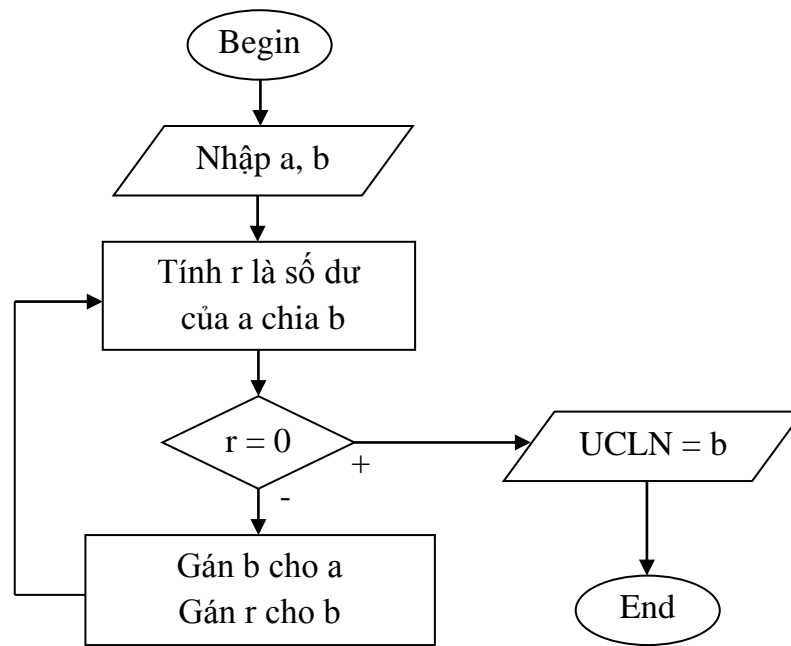 Begin
Nhập a, b
Tính r là số dư
của a chia b
r = 0
+
UCLN = b
-
Gán b cho a
Gán r cho b
End